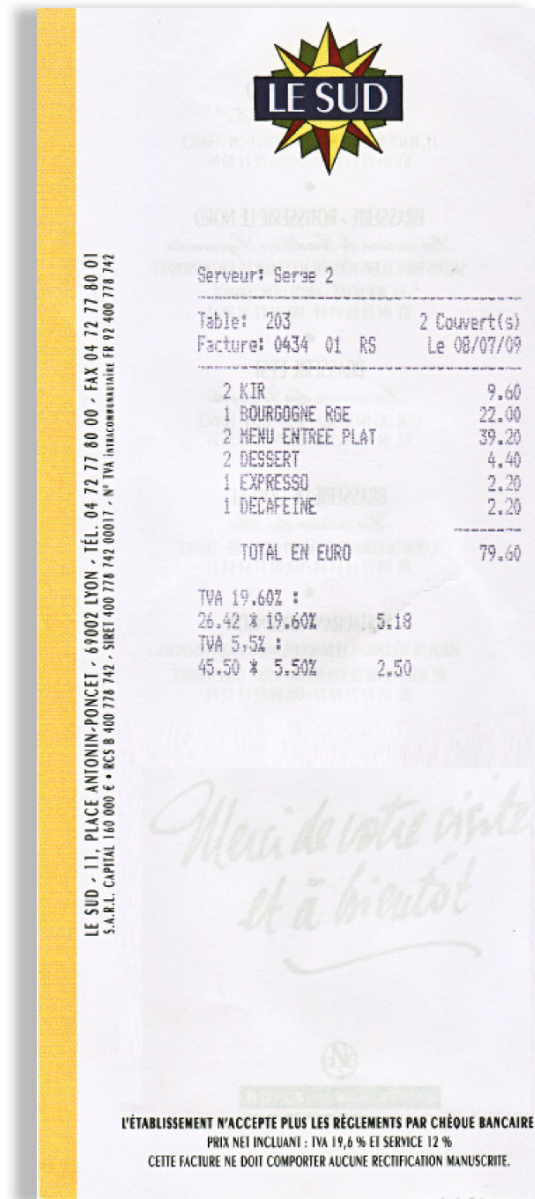 LE SUD
Serveur: Serge 2
Table: 203 2 Couvert(s)
Facture: 0434 01 RS Le 08/07/09
2 KIR 9.60
1 BOURGOGNE RGE 22.00
2 MENU ENTREE PLAT 39.20
2 DESSERT 4.40
1 EXPRESSO 2.20
1 DECAFEINE 2.20
TOTAL EN EURO 79.60
TVA 19.60% :
26.42 * 19.60% 5.18
TVA 5.5% :
45.50 * 5.50% 2.50
Merci de votre visite
et à bientôt
L'ÉTABLISSEMENT N'ACCEPTE PLUS LES RÈGLEMENTS PAR CHÈQUE BANCAIRE
PRIX NET INCLUANT : TVA 19,6 % ET SERVICE 12 %
CETTE FACTURE NE DOIT COMPORTER AUCUNE RECTIFICATION MANUSCRITE.
LE SUD - 11, PLACE ANTONIN-PONCET - 69002 LYON - TÉL. 04 72 77 80 00 - FAX 04 72 77 80 01
S.A.R.L. CAPITAL 160 000 € • RCS B 400 778 742 - SIRET 400 778 742 00017 - N° TVA INTRACOMMUNAUTAIRE FR 92 400 778 742